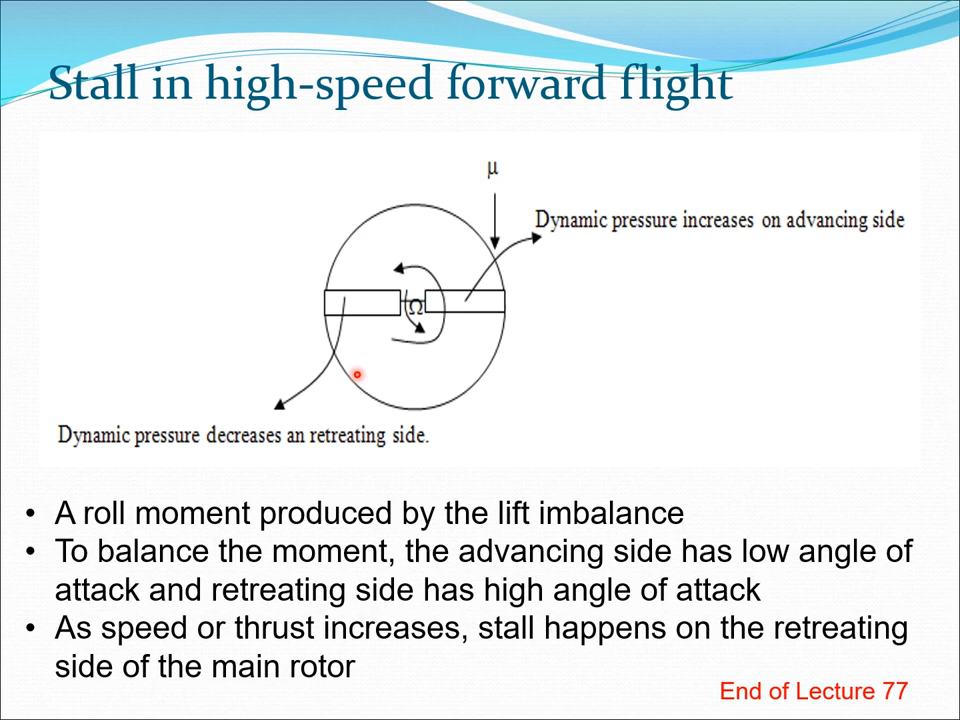 Stall in high-speed forward flight
μ
Dynamic pressure increases on advancing side
Ω
Dynamic pressure decreases an retreating side.
• A roll moment produced by the lift imbalance
• To balance the moment, the advancing side has low angle of
attack and retreating side has high angle of attack
• As speed or thrust increases, stall happens on the retreating
side of the main rotor
End of Lecture 77